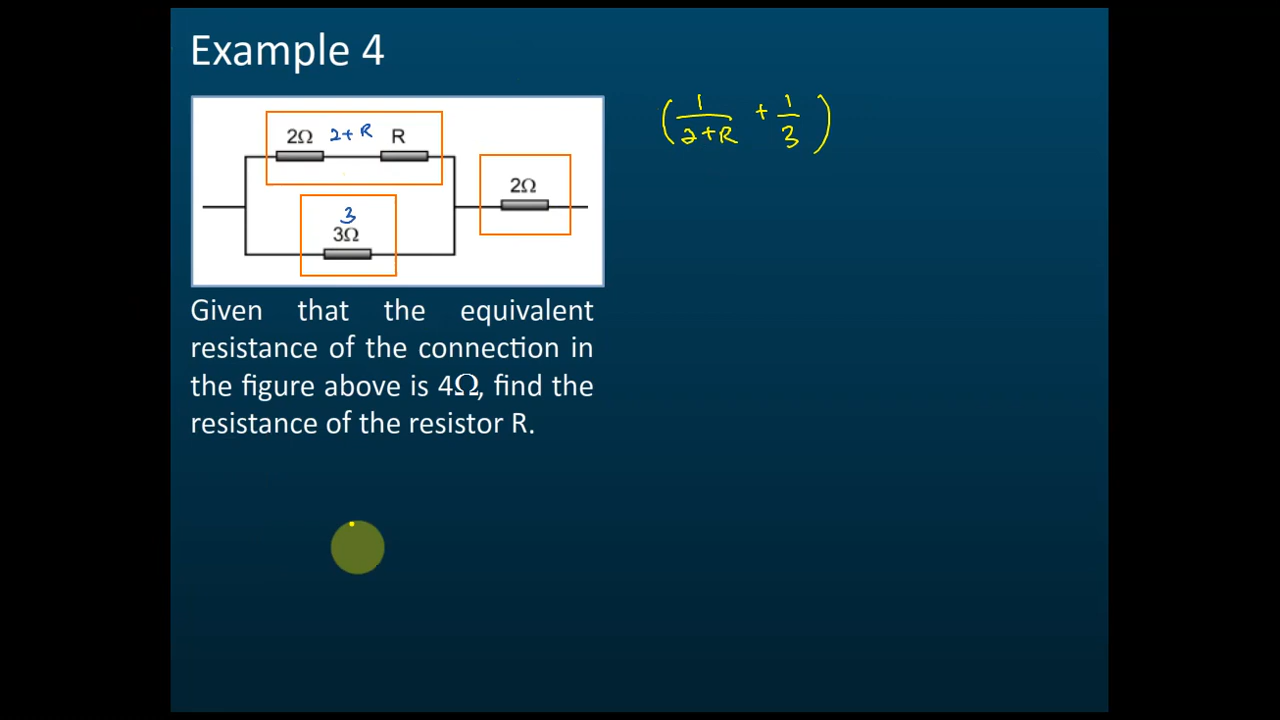 Example 4
2Ω 2+R R
2Ω
3
3Ω
Given that the equivalent
resistance of the connection in
the figure above is 4Ω, find the
resistance of the resistor R.
(1/(2+R) + 1/3)